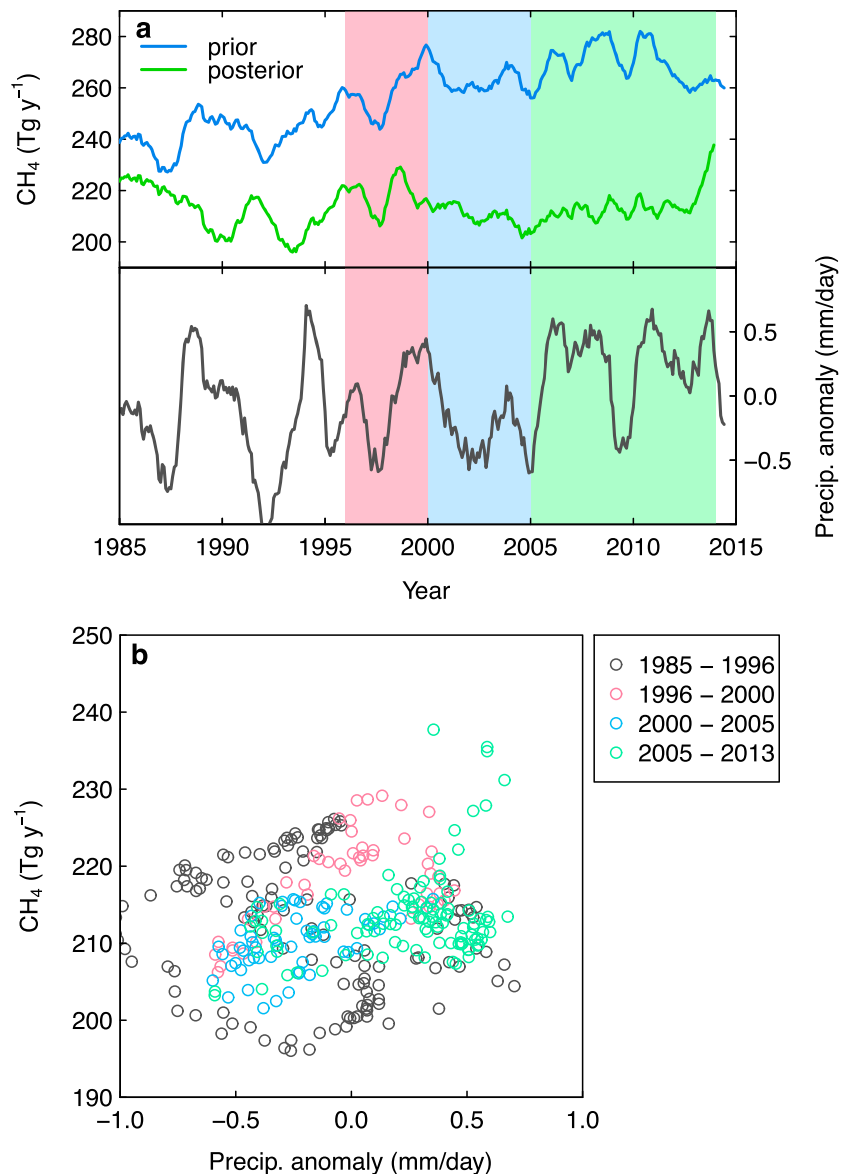 a
prior
posterior
280
260
240
220
200
CH₄ (Tg y⁻¹)
0.5
0.0
−0.5
Precip. anomaly (mm/day)
1985 1990 1995 2000 2005 2010 2015
Year
b
250
240
230
220
210
200
190
CH₄ (Tg y⁻¹)
−1.0 −0.5 0.0 0.5 1.0
Precip. anomaly (mm/day)
1985 − 1996
1996 − 2000
2000 − 2005
2005 − 2013